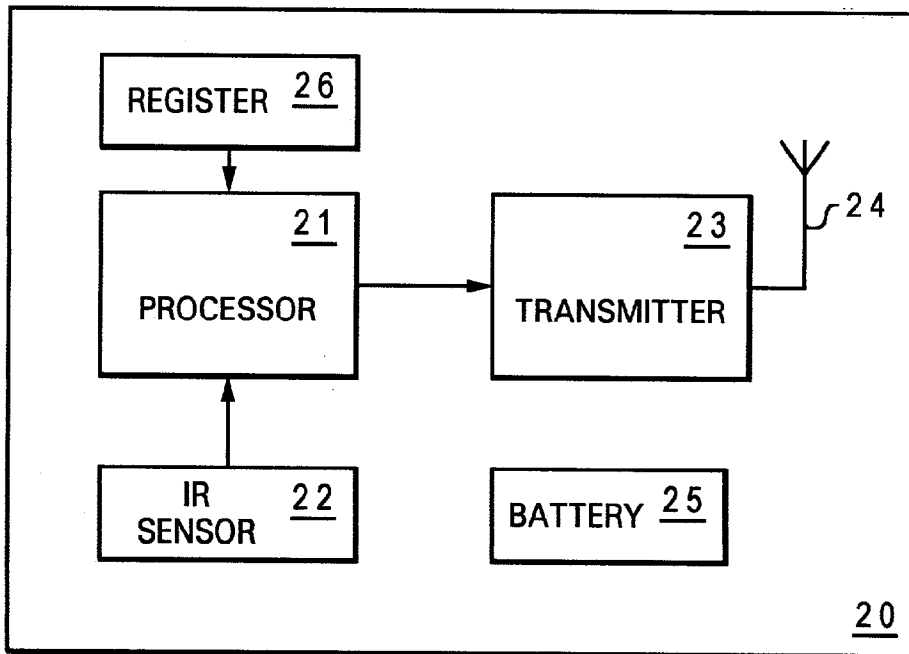 REGISTER 26
21
PROCESSOR
23
TRANSMITTER
24
IR
SENSOR 22
BATTERY 25
20